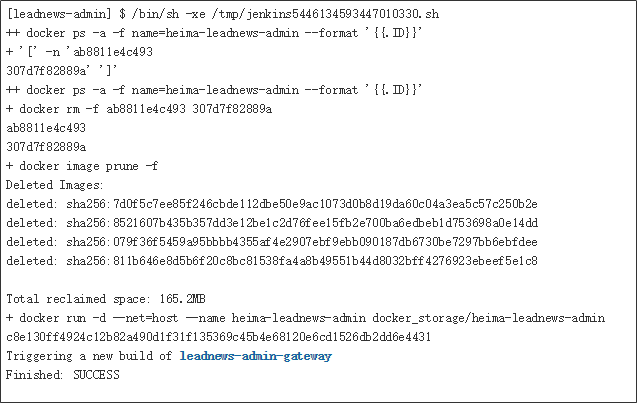 [leadnews-admin] $ /bin/sh -xe /tmp/jenkins5446134593447010330.sh
++ docker ps -a -f name=heima-leadnews-admin --format '{{.ID}}'
+ '[' -n 'ab8811e4c493
307d7f82889a' ']'
++ docker ps -a -f name=heima-leadnews-admin --format '{{.ID}}'
+ docker rm -f ab8811e4c493 307d7f82889a
ab8811e4c493
307d7f82889a
+ docker image prune -f
Deleted Images:
deleted: sha256:7d0f5c7ee85f246cbde112dbe50e9ac1073d0b8d19da60c04a3ea5c57c250b2e
deleted: sha256:8521607b435b357dd3e12be1c2d76fee15fb2e700ba6edbeb1d753698a0e14dd
deleted: sha256:079f36f5459a95bbbb4355af4e2907ebf9ebb090187db6730be7297bb6ebfdee
deleted: sha256:811b646e8d5b6f20c8bc81538fa4a8b49551b44d8032bff4276923ebeef5e1c8
Total reclaimed space: 165.2MB
+ docker run -d --net=host --name heima-leadnews-admin docker_storage/heima-leadnews-admin
c8e130ff4924c12b82a490d1f31f135369c45b4e68120e6cd1526db2dd6e4431
Triggering a new build of leadnews-admin-gateway
Finished: SUCCESS